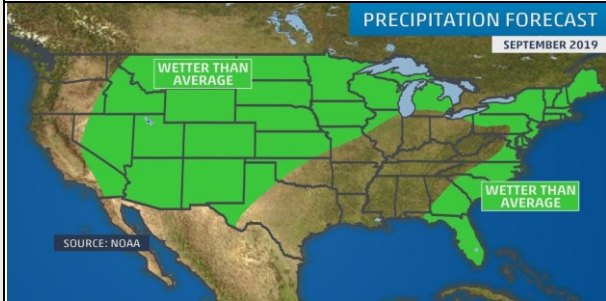 PRECIPITATION FORECAST
SEPTEMBER 2019
WETTER THAN
AVERAGE
WETTER THAN
AVERAGE
SOURCE: NOAA